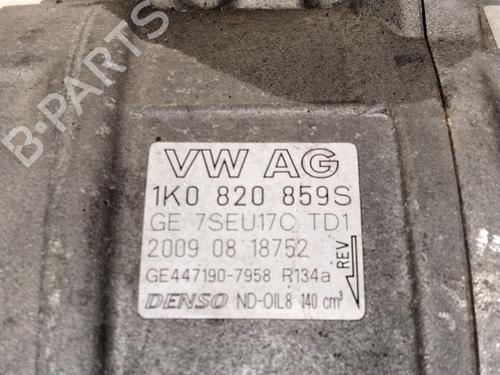 B-PARTS
VW AG
1K0 820 859S
GE 7SEU17C TD1
2009 08 18752
GE447190-7958 R134a
REV
DENSO ND-OIL8 140 cm³